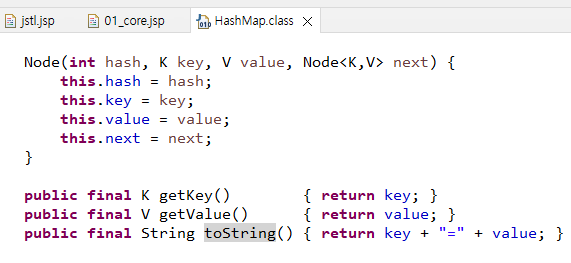 jstl.jsp 01_core.jsp HashMap.class
Node(int hash, K key, V value, Node<K,V> next) {
this.hash = hash;
this.key = key;
this.value = value;
this.next = next;
}
public final K getKey() { return key; }
public final V getValue() { return value; }
public final String toString() { return key + "=" + value; }